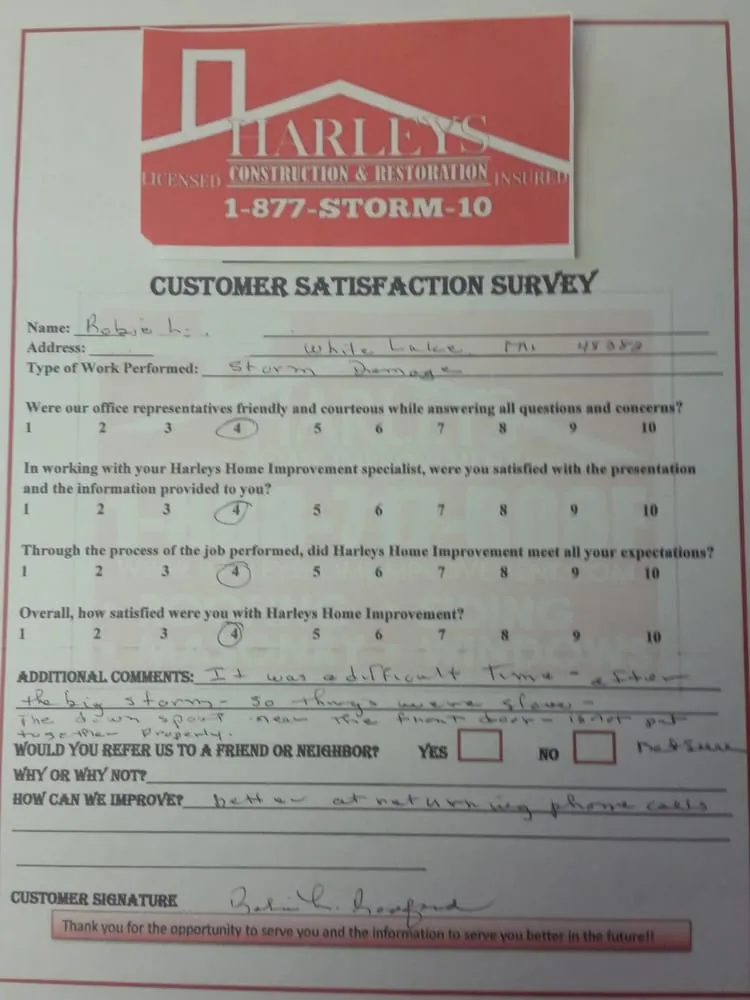 HARLEYS
LICENSED CONSTRUCTION & RESTORATION INSURED
1-877-STORM-10
CUSTOMER SATISFACTION SURVEY
Name: Robie L.
Address: White Lake, Mi 48383
Type of Work Performed: Storm Damage
Were our office representatives friendly and courteous while answering all questions and concerns?
1 2 3 4 5 6 7 8 9 10
In working with your Harleys Home Improvement specialist, were you satisfied with the presentation
and the information provided to you?
1 2 3 4 5 6 7 8 9 10
Through the process of the job performed, did Harleys Home Improvement meet all your expectations?
1 2 3 4 5 6 7 8 9 10
Overall, how satisfied were you with Harleys Home Improvement?
1 2 3 4 5 6 7 8 9 10
ADDITIONAL COMMENTS: It was a difficult time - after
the big storm - so things were slow -
The down spout near the front door - is not put
together properly.
WOULD YOU REFER US TO A FRIEND OR NEIGHBOR? YES NO Not sure
WHY OR WHY NOT?
HOW CAN WE IMPROVE? better at returning phone calls
CUSTOMER SIGNATURE
Thank you for the opportunity to serve you and the information to serve you better in the future!!